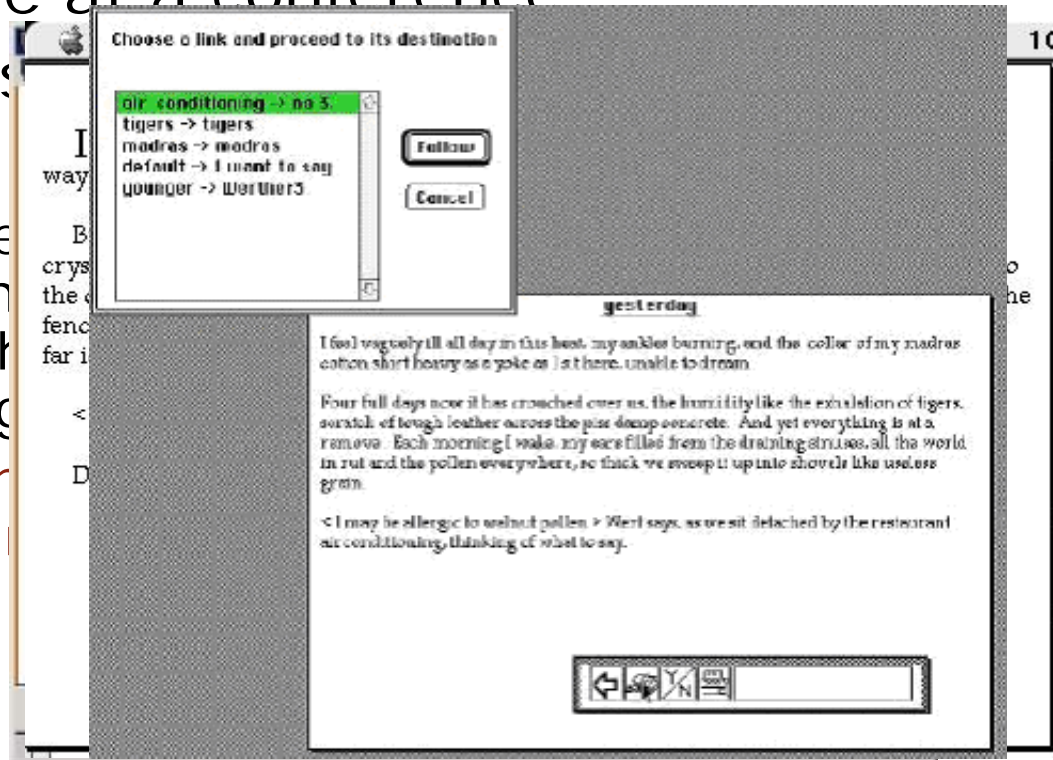 e at a conference
10
Choose a link and proceed to its destination
air conditioning -> no 3.
tigers -> tigers
madras -> madras
default -> I want to say
younger -> Werther3
Follow
Cancel
I
way
B
crys
the
fenc
far i
<
D
o
he
yesterday
I feel vaguely ill all day in this heat, my ankles burning, and the collar of my madras
cotton shirt heavy as a yoke as I sit here, unable to dream.
Four full days now it has crouched over us, the humidity like the exhalation of tigers,
scratch of tough leather across the piss damp concrete. And yet everything is at a
remove. Each morning I wake, my ears filled from the draining sinuses, all the world
in rut and the pollen everywhere, so thick we sweep it up into shovels like useless
grain.
< I may be allergic to walnut pollen > Wert says, as we sit detached by the restaurant
air conditioning, thinking of what to say.
Y/N